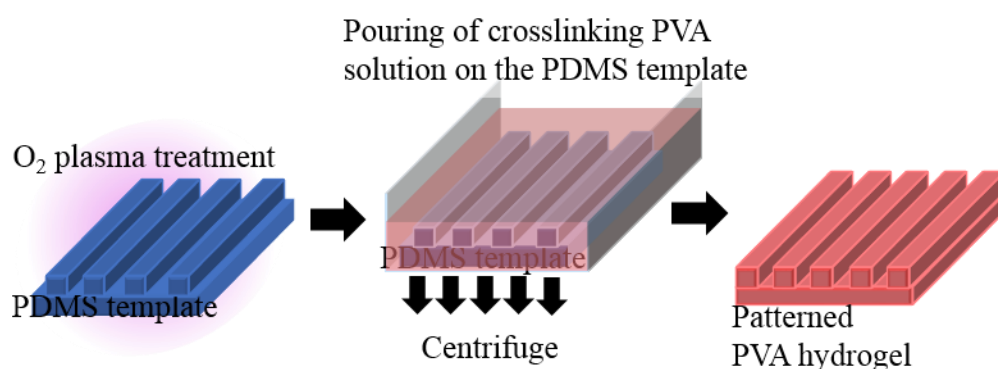 Pouring of crosslinking PVA
solution on the PDMS template
O₂ plasma treatment
PDMS template
PDMS template
Centrifuge
Patterned
PVA hydrogel